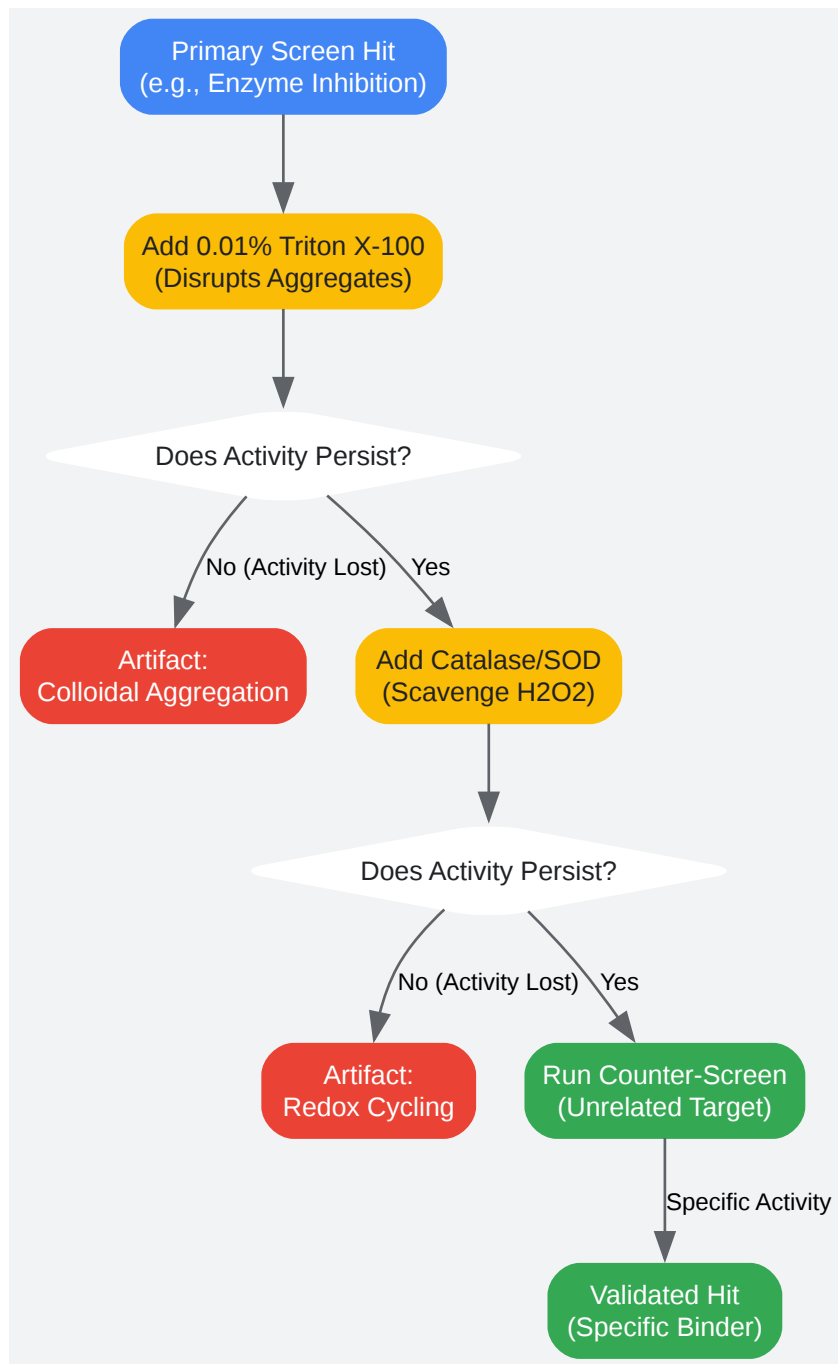 Primary Screen Hit
(e.g., Enzyme Inhibition)
Add 0.01% Triton X-100
(Disrupts Aggregates)
Does Activity Persist?
No (Activity Lost)
Yes
Artifact:
Colloidal Aggregation
Add Catalase/SOD
(Scavenge H2O2)
Does Activity Persist?
No (Activity Lost)
Yes
Artifact:
Redox Cycling
Run Counter-Screen
(Unrelated Target)
Specific Activity
Validated Hit
(Specific Binder)